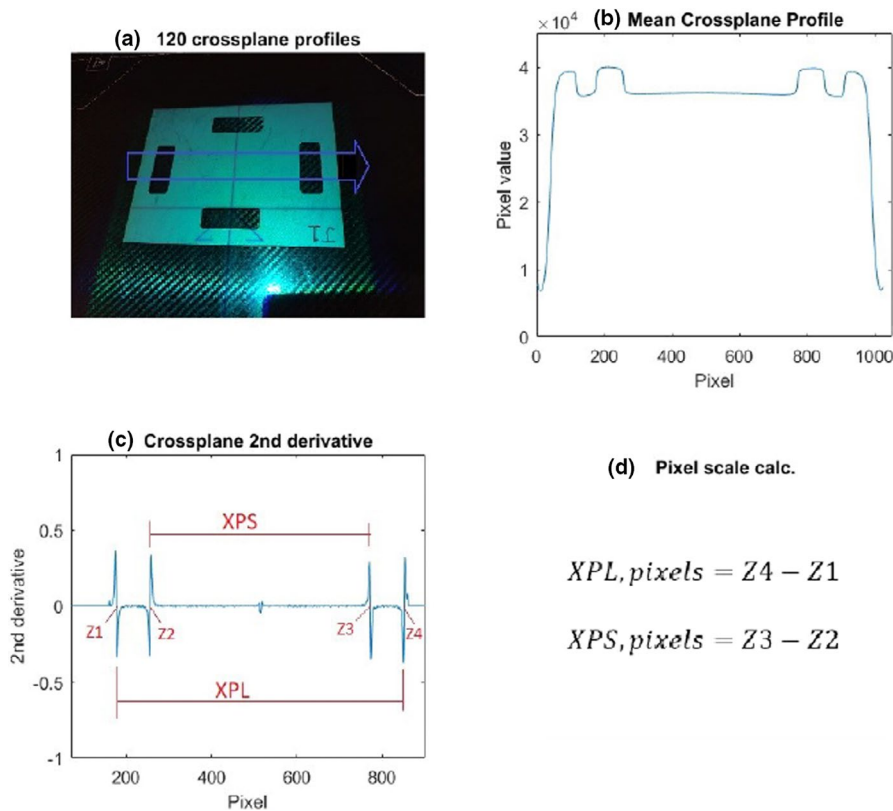 (a) 120 crossplane profiles
J1
(b) Mean Crossplane Profile
×10⁴
Pixel value
4
3
2
1
0
0 200 400 600 800 1000
Pixel
(c) Crossplane 2nd derivative
2nd derivative
1
0.5
0
-0.5
-1
XPS
Z1 Z2 Z3 Z4
XPL
200 400 600 800
Pixel
(d) Pixel scale calc.
XPL, pixels = Z4 − Z1
XPS, pixels = Z3 − Z2